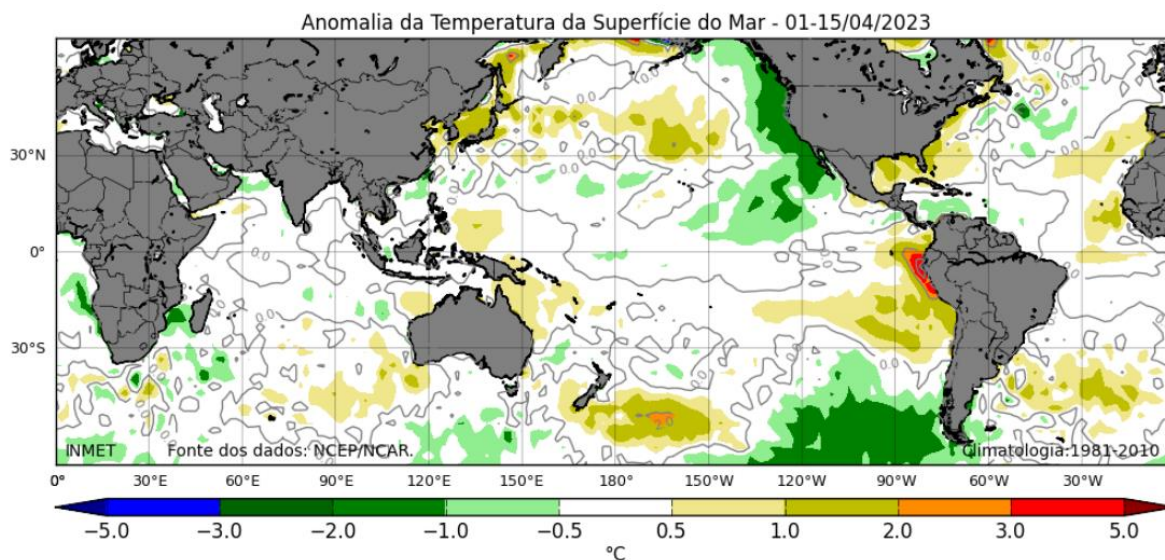 Anomalia da Temperatura da Superfície do Mar - 01-15/04/2023
30°N
0°
30°S
INMET Fonte dos dados: NCEP/NCAR. Climatologia:1981-2010
0° 30°E 60°E 90°E 120°E 150°E 180° 150°W 120°W 90°W 60°W 30°W
−5.0 −3.0 −2.0 −1.0 −0.5 0.5 1.0 2.0 3.0 5.0
°C